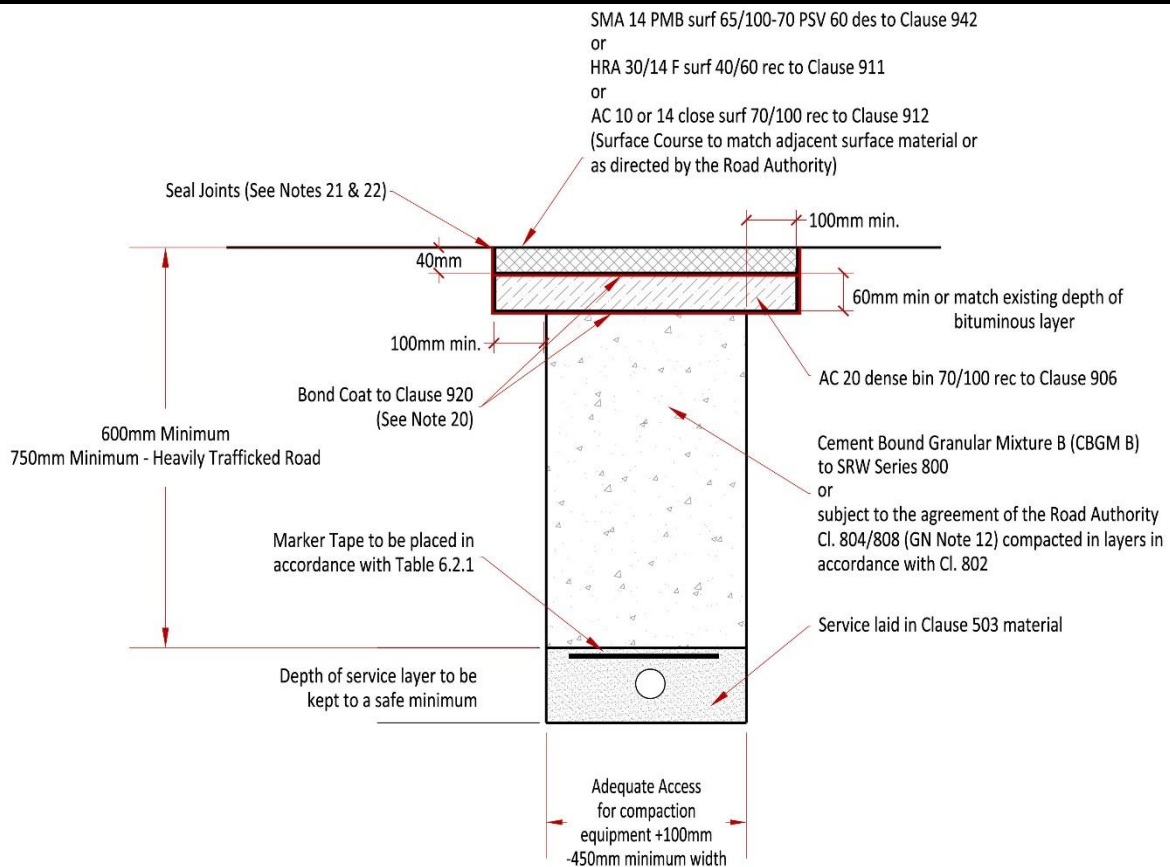 SMA 14 PMB surf 65/100-70 PSV 60 des to Clause 942
or
HRA 30/14 F surf 40/60 rec to Clause 911
or
AC 10 or 14 close surf 70/100 rec to Clause 912
(Surface Course to match adjacent surface material or
as directed by the Road Authority)
Seal Joints (See Notes 21 & 22)
100mm min.
40mm
60mm min or match existing depth of
bituminous layer
100mm min.
AC 20 dense bin 70/100 rec to Clause 906
Bond Coat to Clause 920
(See Note 20)
600mm Minimum
750mm Minimum - Heavily Trafficked Road
Cement Bound Granular Mixture B (CBGM B)
to SRW Series 800
or
subject to the agreement of the Road Authority
Cl. 804/808 (GN Note 12) compacted in layers in
accordance with Cl. 802
Marker Tape to be placed in
accordance with Table 6.2.1
Service laid in Clause 503 material
Depth of service layer to be
kept to a safe minimum
Adequate Access
for compaction
equipment +100mm
-450mm minimum width